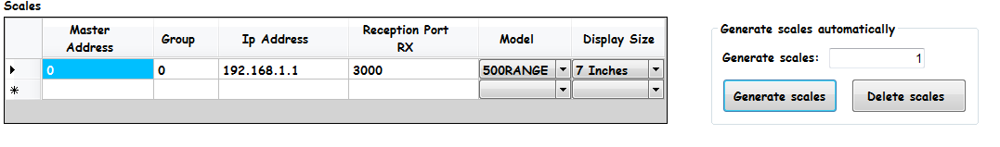 Scales
Master Address Group Ip Address Reception Port RX Model Display Size
0 0 192.168.1.1 3000 500RANGE 7 Inches
Generate scales automatically
Generate scales: 1
Generate scales Delete scales